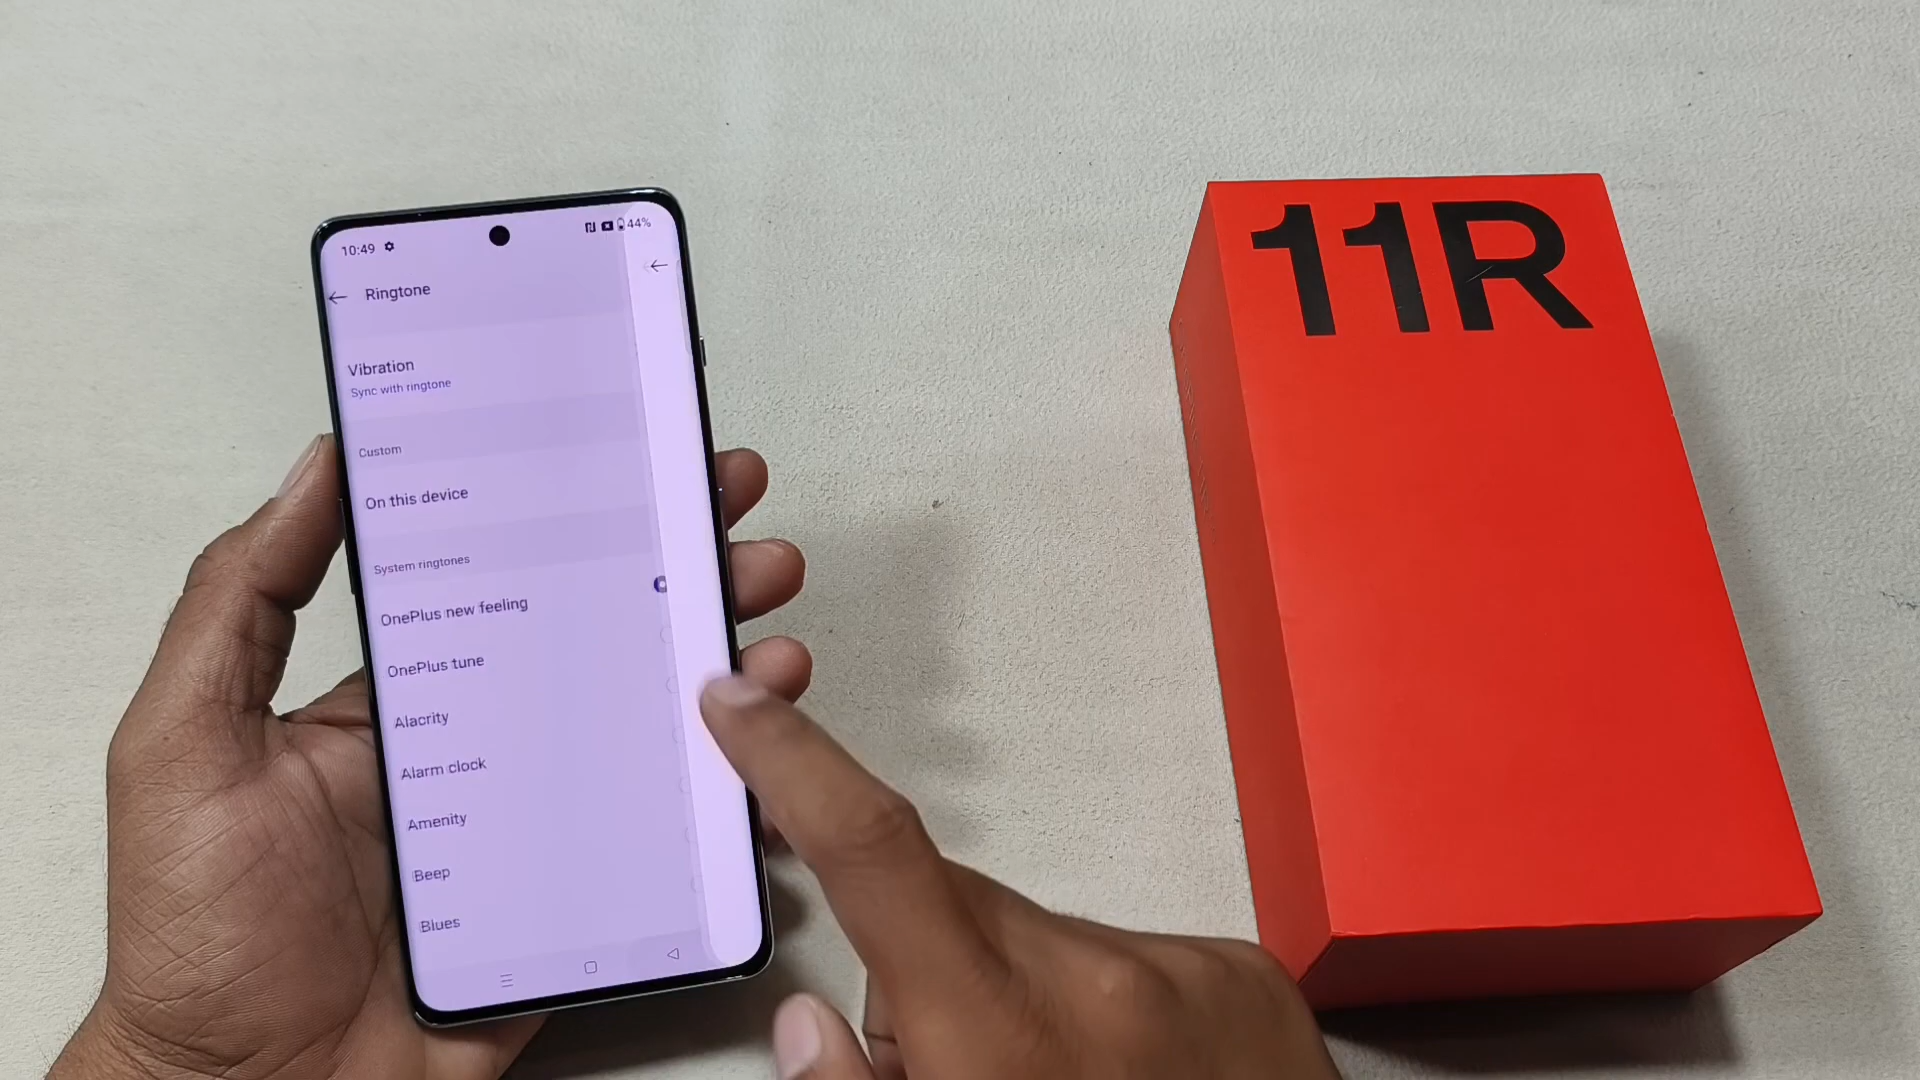 10:49
44%
Ringtone
Vibration
Sync with ringtone
Custom
On this device
System ringtones
OnePlus new feeling
OnePlus tune
Alacrity
Alarm clock
Amenity
Beep
Blues
11R